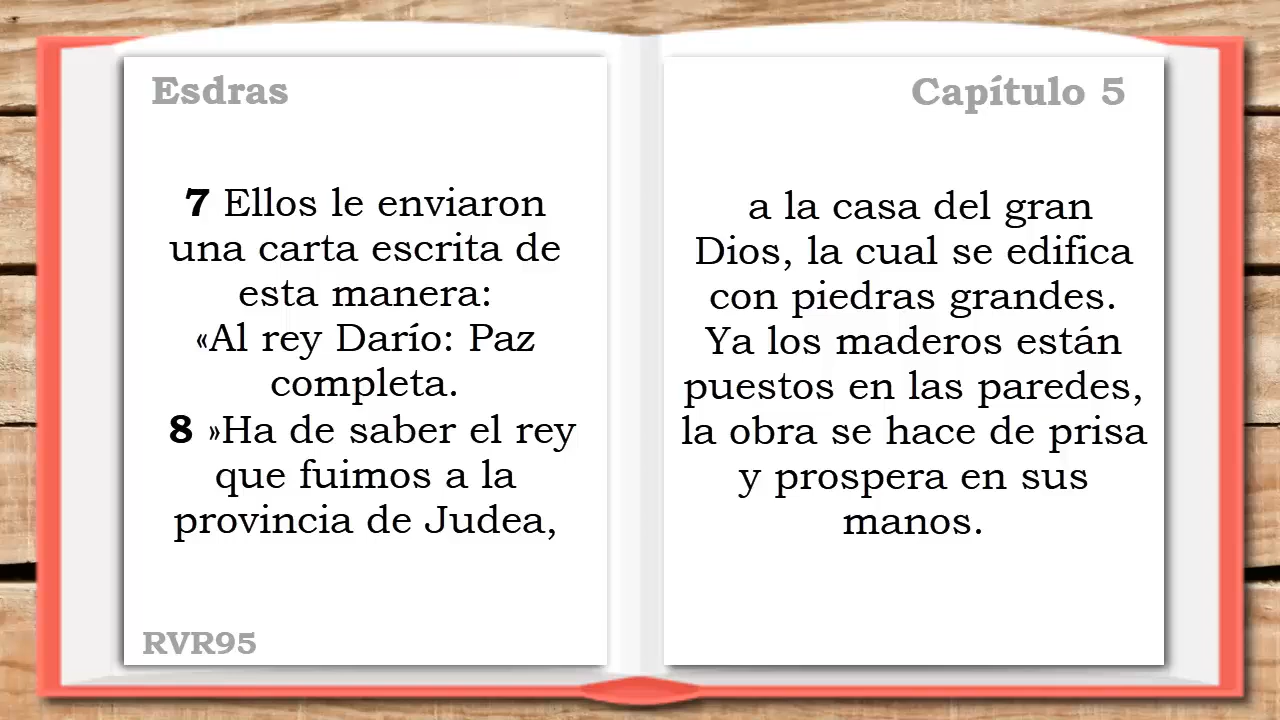 Esdras
7 Ellos le enviaron
una carta escrita de
esta manera:
«Al rey Darío: Paz
completa.
8 »Ha de saber el rey
que fuimos a la
provincia de Judea,
RVR95
Capítulo 5
a la casa del gran
Dios, la cual se edifica
con piedras grandes.
Ya los maderos están
puestos en las paredes,
la obra se hace de prisa
y prospera en sus
manos.